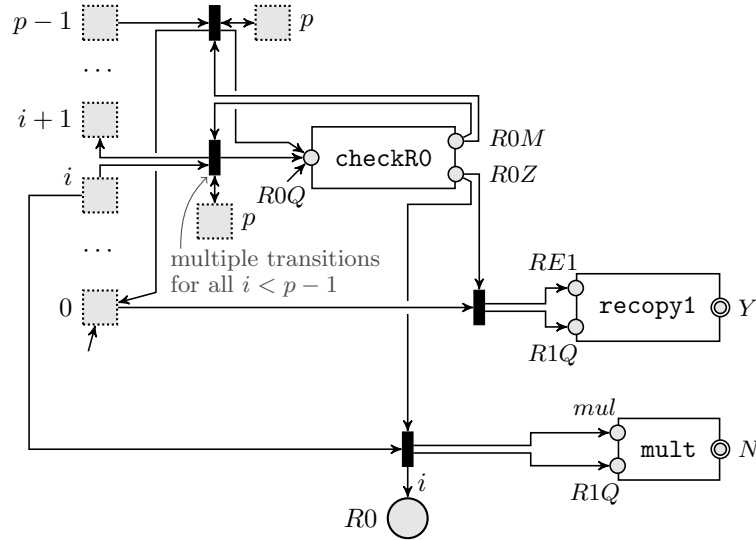 p − 1
p
...
i + 1
checkR0
R0M
R0Q
R0Z
i
p
...
multiple transitions
for all i < p − 1
0
RE1
recopy1
Y
R1Q
mul
mult
N
R1Q
i
R0